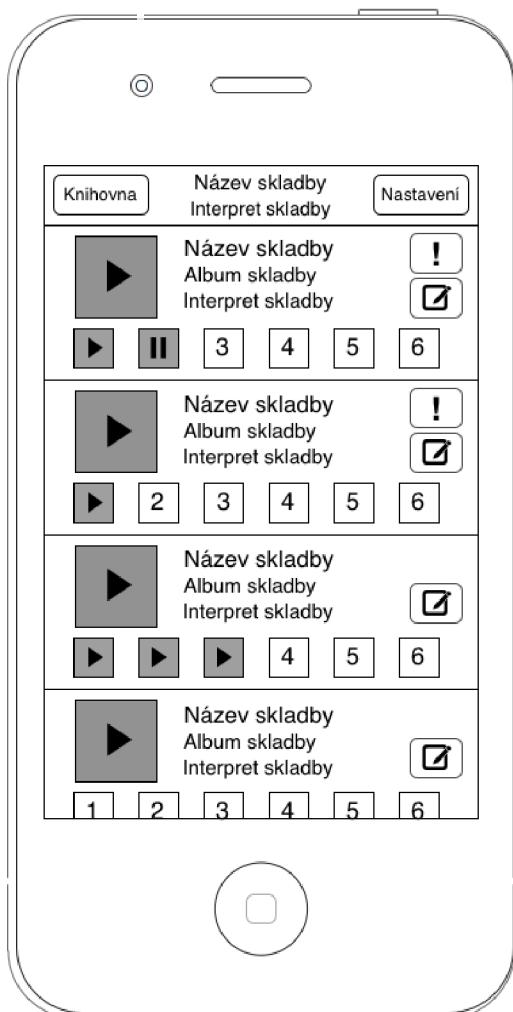 Knihovna
Název skladby
Interpret skladby
Nastavení
Název skladby
Album skladby
Interpret skladby
!
3 4 5 6
Název skladby
Album skladby
Interpret skladby
!
2 3 4 5 6
Název skladby
Album skladby
Interpret skladby
4 5 6
Název skladby
Album skladby
Interpret skladby
1 2 3 4 5 6